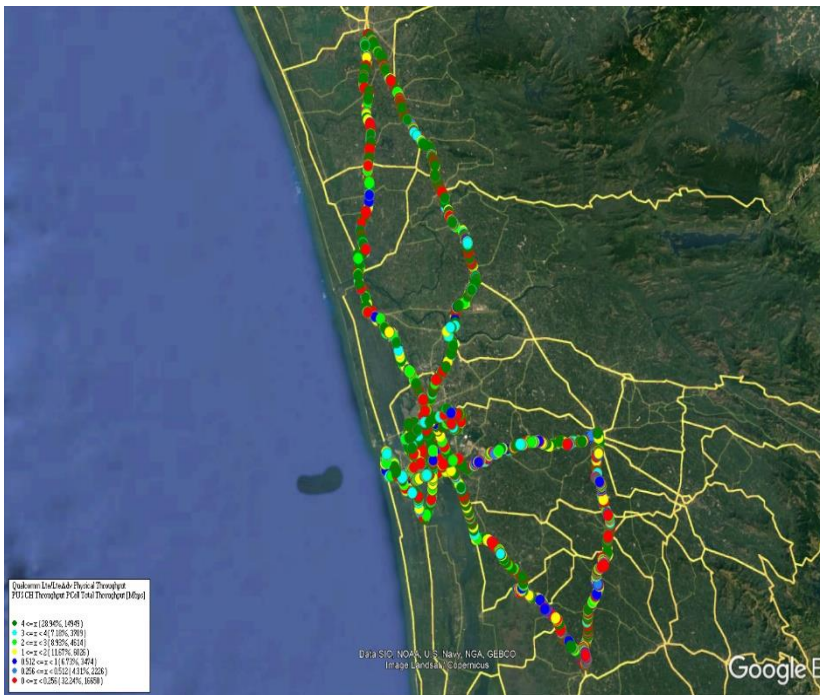 Qualcomm Lte/LteAdv Physical Throughput
PUSCH Throughput PCell Total Throughput [Mbps]
4 <=x (28.94%, 14949)
3 <=x < 4 (7.18%, 3709)
2 <=x < 3 (8.93%, 4614)
1 <=x < 2 (11.67%, 6026)
0.512 <=x < 1 (6.73%, 3474)
0.256 <=x < 0.512 (4.31%, 2226)
0 <=x < 0.256 (32.24%, 16650)
Data SIO, NOAA, U.S. Navy, NGA, GEBCO
Image Landsat / Copernicus
Google E